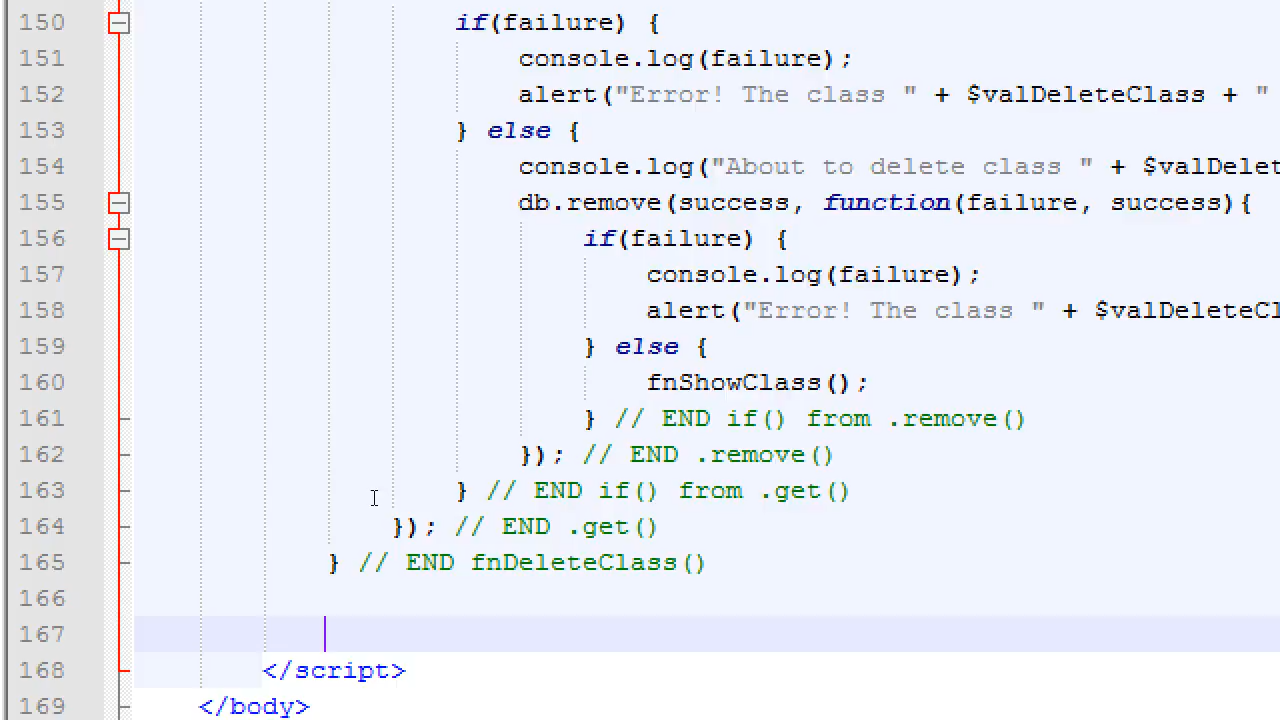 150 if(failure) {
151 console.log(failure);
152 alert("Error! The class " + $valDeleteClass + "
153 } else {
154 console.log("About to delete class " + $valDelet
155 db.remove(success, function(failure, success){
156 if(failure) {
157 console.log(failure);
158 alert("Error! The class " + $valDeleteCl
159 } else {
160 fnShowClass();
161 } // END if() from .remove()
162 }); // END .remove()
163 } // END if() from .get()
164 }); // END .get()
165 } // END fnDeleteClass()
166
167
168 </script>
169 </body>